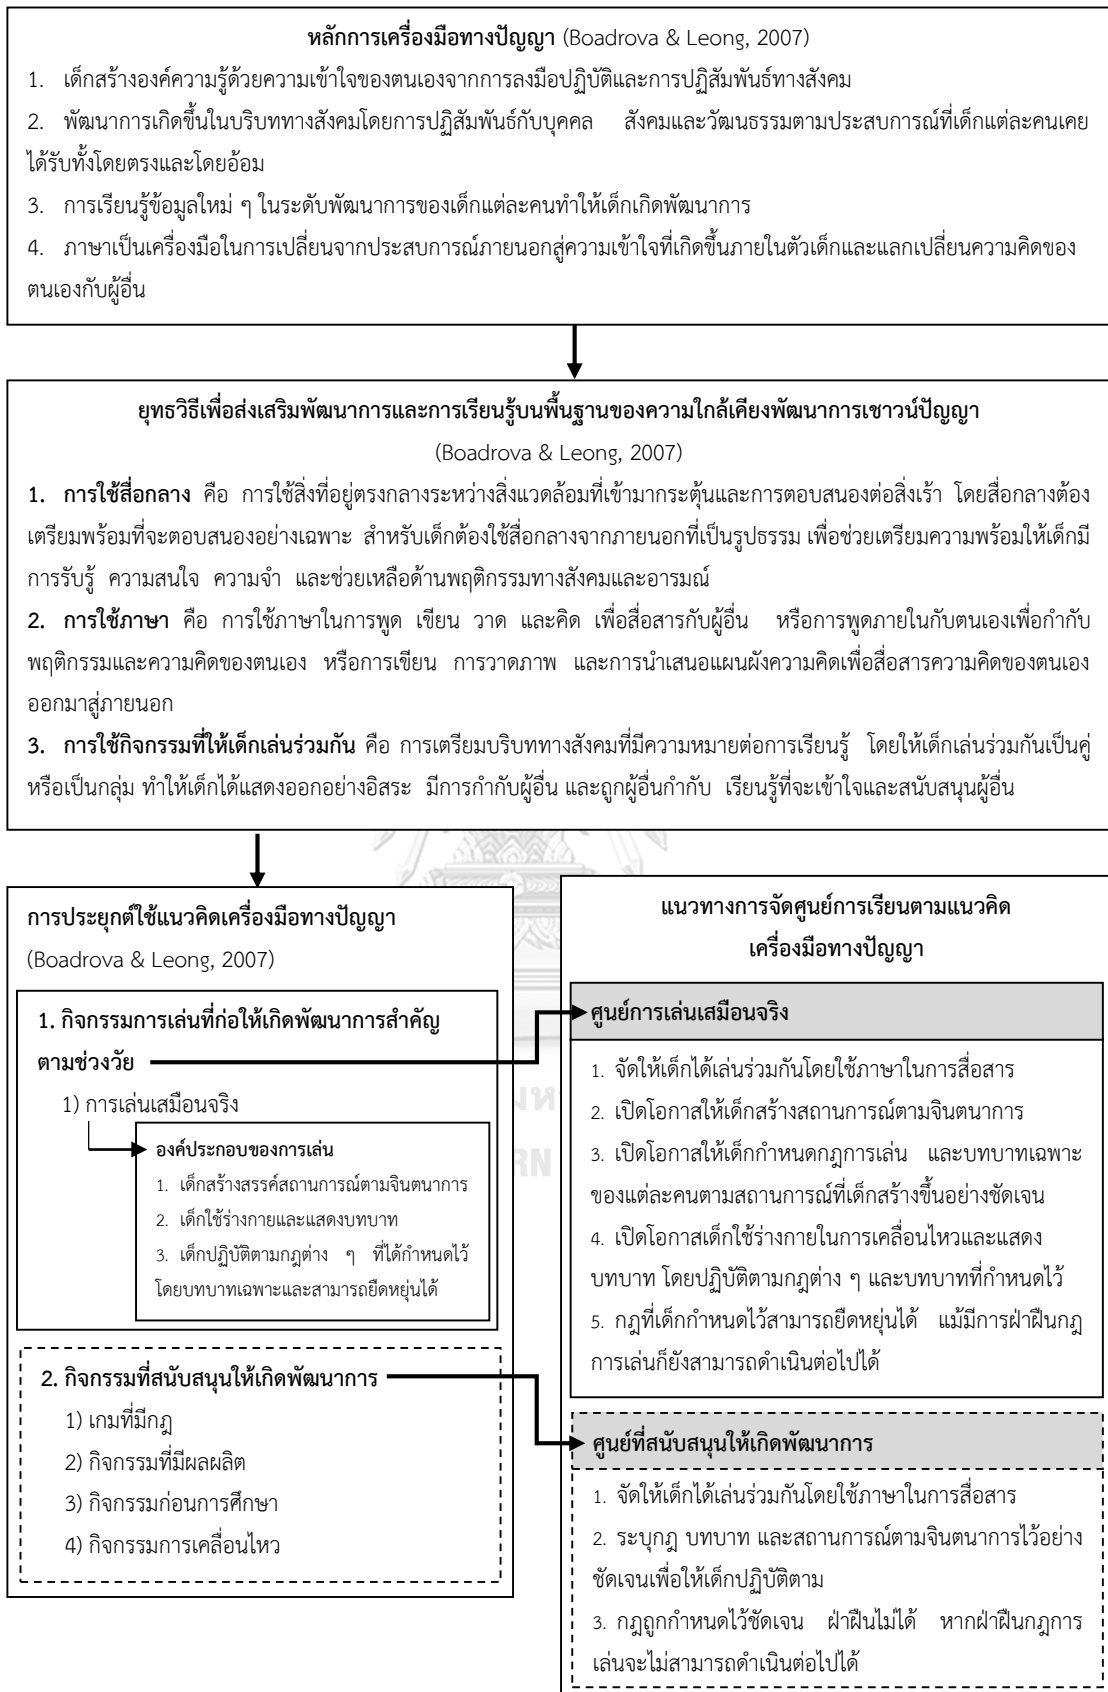 หลักการเครื่องมือทางปัญญา (Boadrova & Leong, 2007)
1. เด็กสร้างองค์ความรู้ด้วยความเข้าใจของตนเองจากการลงมือปฏิบัติและการปฏิสัมพันธ์ทางสังคม
2. พัฒนาการเกิดขึ้นในบริบททางสังคมโดยการปฏิสัมพันธ์กับบุคคล สังคมและวัฒนธรรมตามประสบการณ์ที่เด็กแต่ละคนเคย
ได้รับทั้งโดยตรงและโดยอ้อม
3. การเรียนรู้ข้อมูลใหม่ ๆ ในระดับพัฒนาการของเด็กแต่ละคนทำให้เด็กเกิดพัฒนาการ
4. ภาษาเป็นเครื่องมือในการเปลี่ยนจากประสบการณ์ภายนอกสู่ความเข้าใจที่เกิดขึ้นภายในตัวเด็กและแลกเปลี่ยนความคิดของ
ตนเองกับผู้อื่น
ยุทธวิธีเพื่อส่งเสริมพัฒนาการและการเรียนรู้บนพื้นฐานของความใกล้เคียงพัฒนาการเชาวน์ปัญญา
(Boadrova & Leong, 2007)
1. การใช้สื่อกลาง คือ การใช้สิ่งที่อยู่ตรงกลางระหว่างสิ่งแวดล้อมที่เข้ามากระตุ้นและการตอบสนองต่อสิ่งเร้า โดยสื่อกลางต้อง
เตรียมพร้อมที่จะตอบสนองอย่างเฉพาะ สำหรับเด็กต้องใช้สื่อกลางจากภายนอกที่เป็นรูปธรรม เพื่อช่วยเตรียมความพร้อมให้เด็กมี
การรับรู้ ความสนใจ ความจำ และช่วยเหลือด้านพฤติกรรมทางสังคมและอารมณ์
2. การใช้ภาษา คือ การใช้ภาษาในการพูด เขียน วาด และคิด เพื่อสื่อสารกับผู้อื่น หรือการพูดภายในกับตนเองเพื่อกำกับ
พฤติกรรมและความคิดของตนเอง หรือการเขียน การวาดภาพ และการนำเสนอแผนผังความคิดเพื่อสื่อสารความคิดของตนเอง
ออกมาสู่ภายนอก
3. การใช้กิจกรรมที่ให้เด็กเล่นร่วมกัน คือ การเตรียมบริบททางสังคมที่มีความหมายต่อการเรียนรู้ โดยให้เด็กเล่นร่วมกันเป็นคู่
หรือเป็นกลุ่ม ทำให้เด็กได้แสดงออกอย่างอิสระ มีการกำกับผู้อื่น และถูกผู้อื่นกำกับ เรียนรู้ที่จะเข้าใจและสนับสนุนผู้อื่น
การประยุกต์ใช้แนวคิดเครื่องมือทางปัญญา
(Boadrova & Leong, 2007)
1. กิจกรรมการเล่นที่ก่อให้เกิดพัฒนาการสำคัญ
ตามช่วงวัย
1) การเล่นเสมือนจริง
องค์ประกอบของการเล่น
1. เด็กสร้างสรรค์สถานการณ์ตามจินตนาการ
2. เด็กใช้ร่างกายและแสดงบทบาท
3. เด็กปฏิบัติตามกฎต่าง ๆ ที่ได้กำหนดไว้
โดยบทบาทเฉพาะและสามารถยืดหยุ่นได้
2. กิจกรรมที่สนับสนุนให้เกิดพัฒนาการ
1) เกมที่มีกฎ
2) กิจกรรมที่มีผลผลิต
3) กิจกรรมก่อนการศึกษา
4) กิจกรรมการเคลื่อนไหว
แนวทางการจัดศูนย์การเรียนตามแนวคิด
เครื่องมือทางปัญญา
ศูนย์การเล่นเสมือนจริง
1. จัดให้เด็กได้เล่นร่วมกันโดยใช้ภาษาในการสื่อสาร
2. เปิดโอกาสให้เด็กสร้างสถานการณ์ตามจินตนาการ
3. เปิดโอกาสให้เด็กกำหนดกฎการเล่น และบทบาทเฉพาะ
ของแต่ละคนตามสถานการณ์ที่เด็กสร้างขึ้นอย่างชัดเจน
4. เปิดโอกาสเด็กใช้ร่างกายในการเคลื่อนไหวและแสดง
บทบาท โดยปฏิบัติตามกฎต่าง ๆ และบทบาทที่กำหนดไว้
5. กฎที่เด็กกำหนดไว้สามารถยืดหยุ่นได้ แม้มีการฝ่าฝืนกฎ
การเล่นก็ยังสามารถดำเนินต่อไปได้
ศูนย์ที่สนับสนุนให้เกิดพัฒนาการ
1. จัดให้เด็กได้เล่นร่วมกันโดยใช้ภาษาในการสื่อสาร
2. ระบุกฎ บทบาท และสถานการณ์ตามจินตนาการไว้อย่าง
ชัดเจนเพื่อให้เด็กปฏิบัติตาม
3. กฎถูกกำหนดไว้ชัดเจน ฝ่าฝืนไม่ได้ หากฝ่าฝืนกฎการ
เล่นจะไม่สามารถดำเนินต่อไปได้